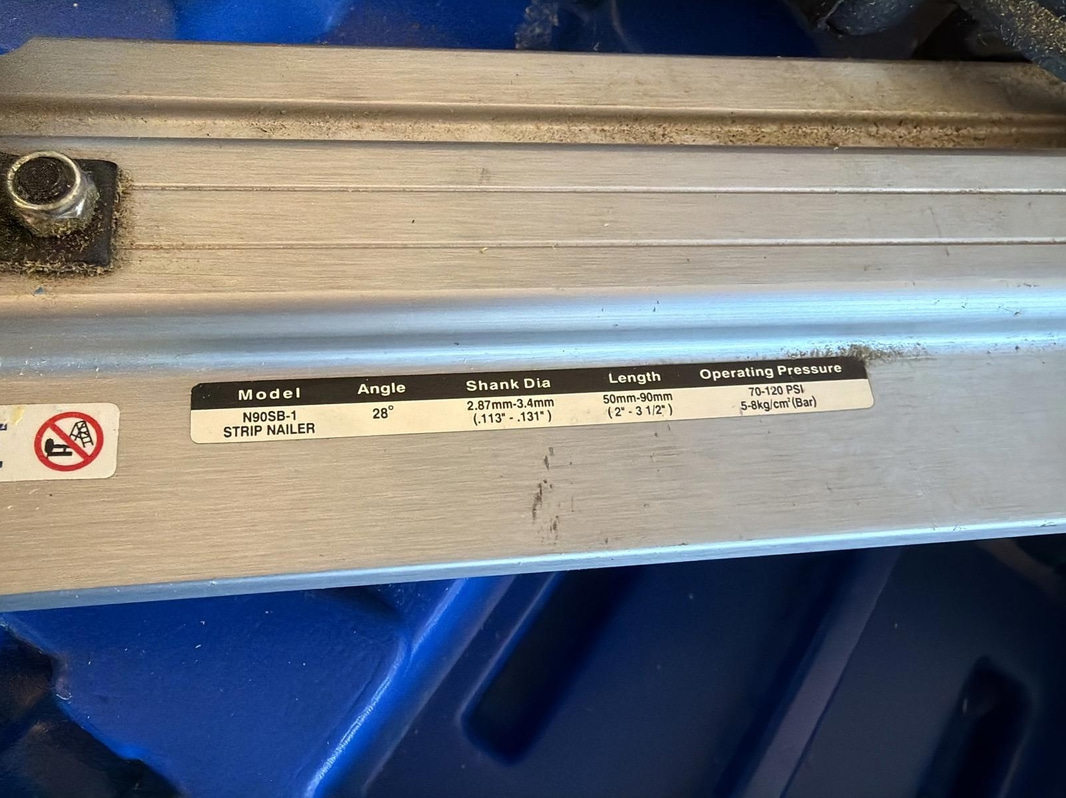 Model Angle Shank Dia Length Operating Pressure
N90SB-1 28° 2.87mm-3.4mm 50mm-90mm 70-120 PSI
STRIP NAILER (.113" - .131") (2" - 3 1/2") 5-8kg/cm²(Bar)